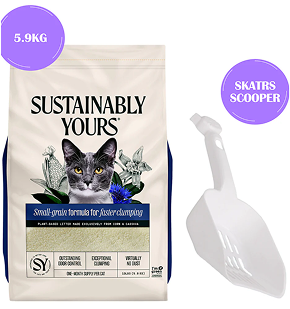 5.9KG
SKATRS
SCOOPER
SUSTAINABLY
YOURS®
Small-grain formula for faster clumping
PLANT-BASED LITTER MADE EXCLUSIVELY FROM CORN & CASSAVA
SY
OUTSTANDING
ODOR CONTROL
EXCEPTIONAL
CLUMPING
VIRTUALLY
NO DUST
ONE-MONTH SUPPLY PER CAT